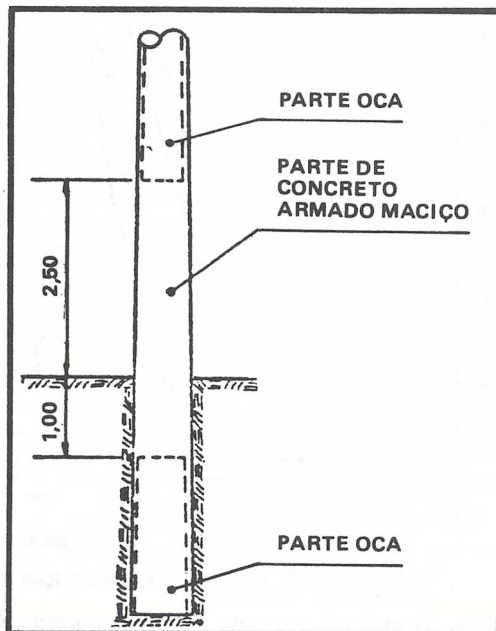 PARTE OCA
PARTE DE
CONCRETO
ARMADO MACIÇO
2,50
1,00
PARTE OCA